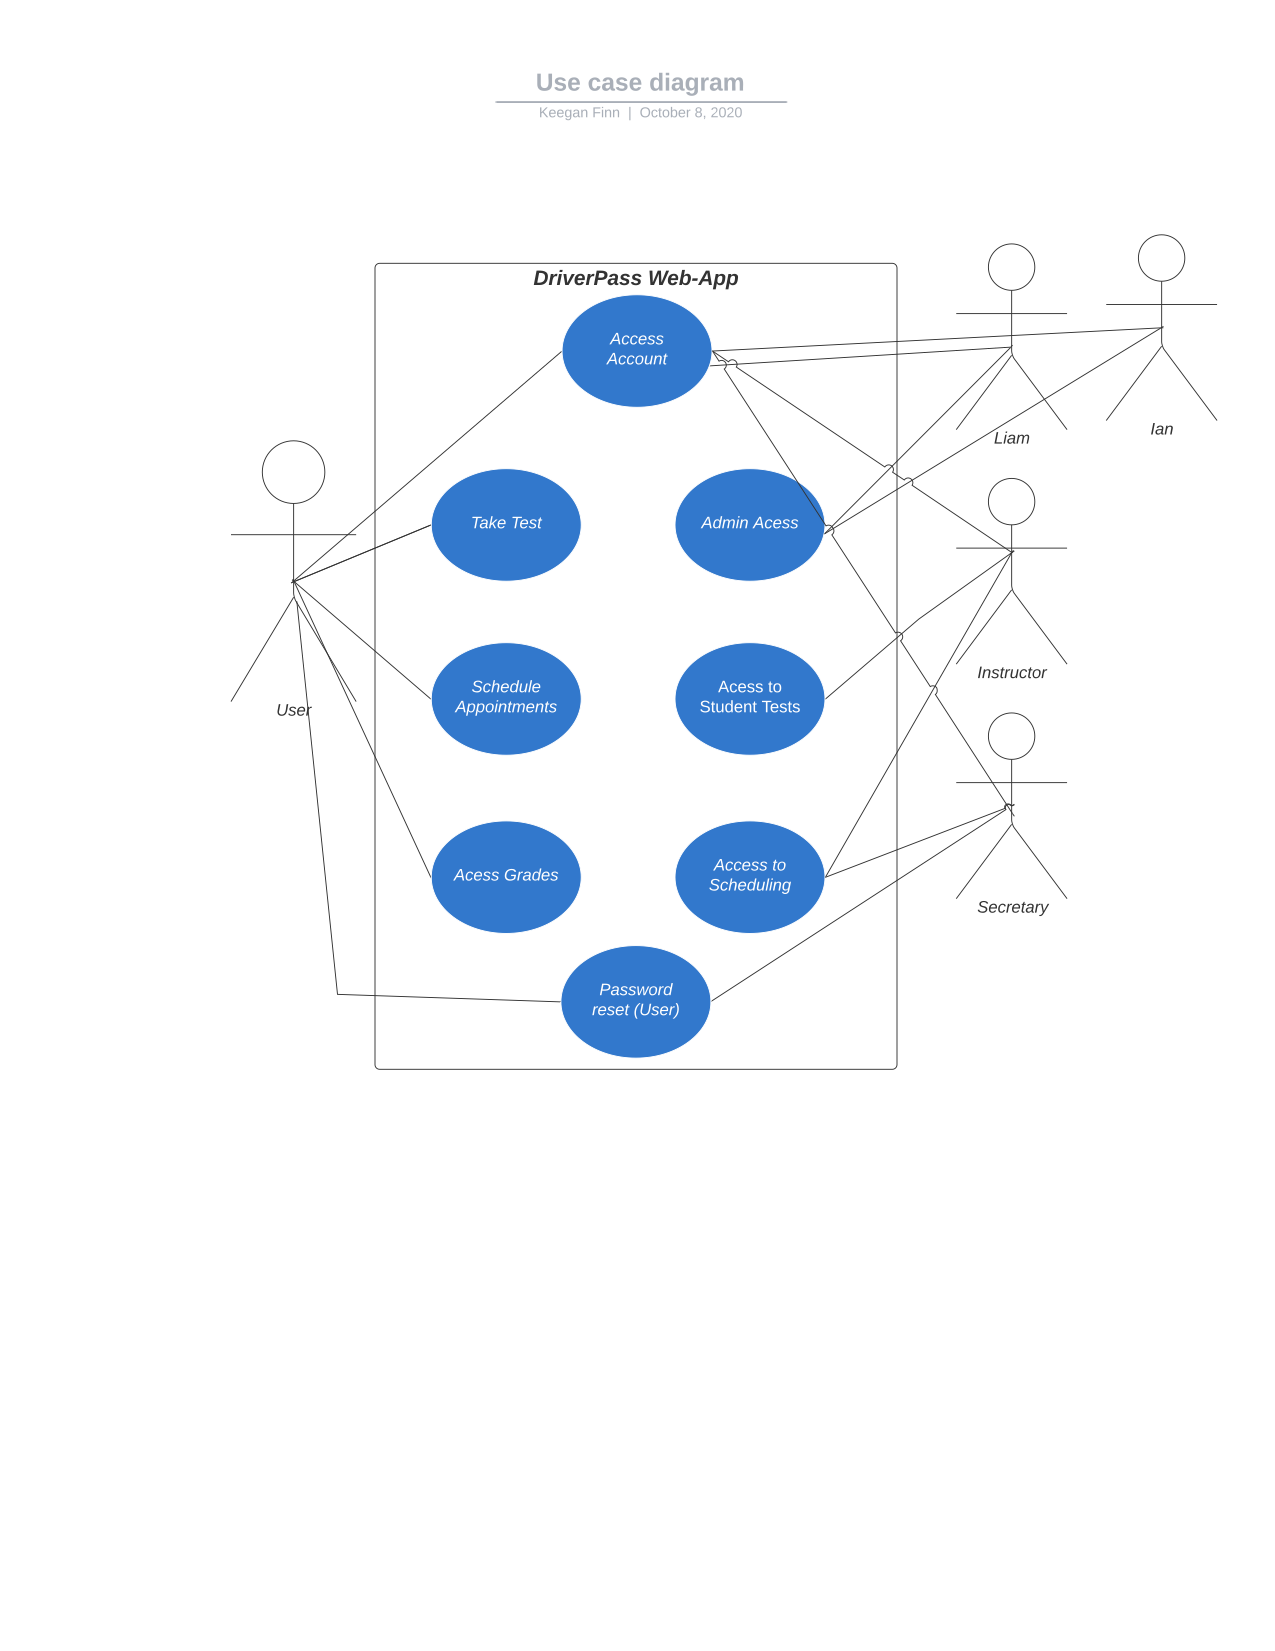 Use case diagram
Keegan Finn | October 8, 2020
DriverPass Web-App
Access
Account
Liam
Ian
Take Test
Admin Acess
Instructor
User
Schedule
Appointments
Acess to
Student Tests
Acess Grades
Access to
Scheduling
Secretary
Password
reset (User)